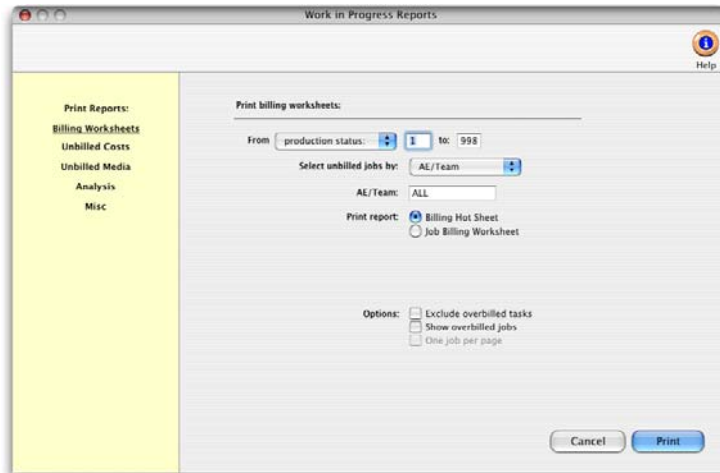 Work in Progress Reports
Help
Print Reports:
Billing Worksheets
Unbilled Costs
Unbilled Media
Analysis
Misc
Print billing worksheets:
From production status: 1 to: 998
Select unbilled jobs by: AE/Team
AE/Team: ALL
Print report: Billing Hot Sheet
Job Billing Worksheet
Options: Exclude overbilled tasks
Show overbilled jobs
One job per page
Cancel Print